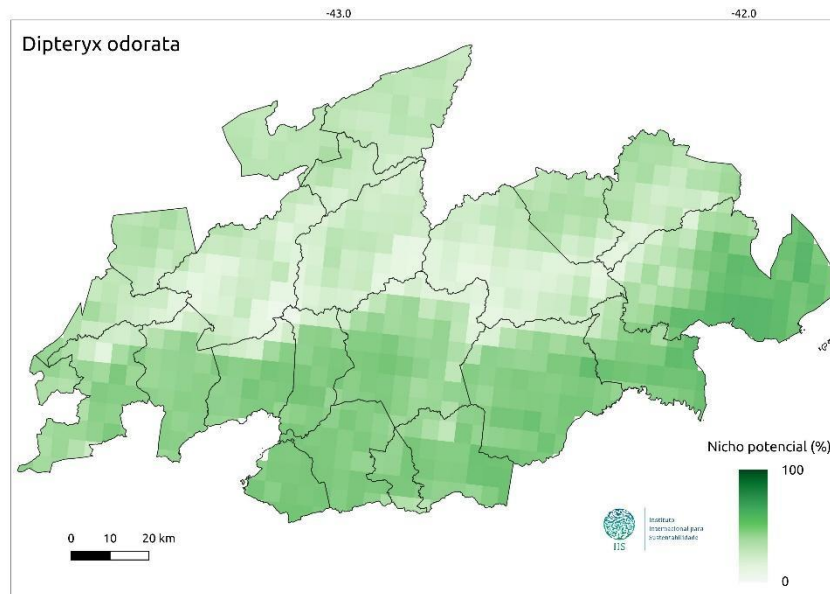 -43.0
-42.0
Dipteryx odorata
Nicho potencial (%)
100
0
0 10 20 km
IIS
Instituto
Internacional para
Sustentabilidade